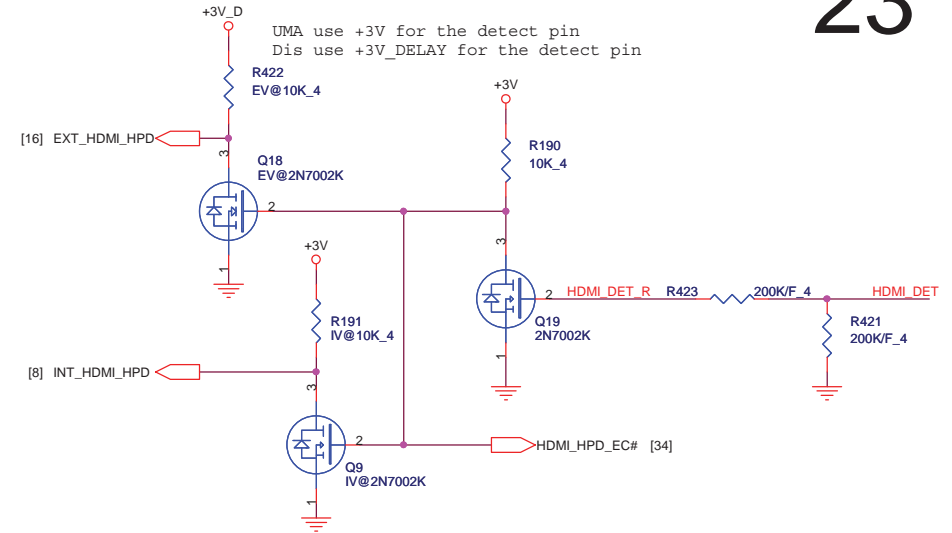 23
+3V_D
UMA use +3V for the detect pin
Dis use +3V_DELAY for the detect pin
R422
EV@10K_4
+3V
[16] EXT_HDMI_HPD
3
R190
10K_4
Q18
EV@2N7002K
2
+3V
1
3
2
HDMI_DET_R
R423
200K/F_4
HDMI_DET
R191
IV@10K_4
Q19
2N7002K
R421
200K/F_4
1
[8] INT_HDMI_HPD
3
2
HDMI_HPD_EC# [34]
Q9
IV@2N7002K
1